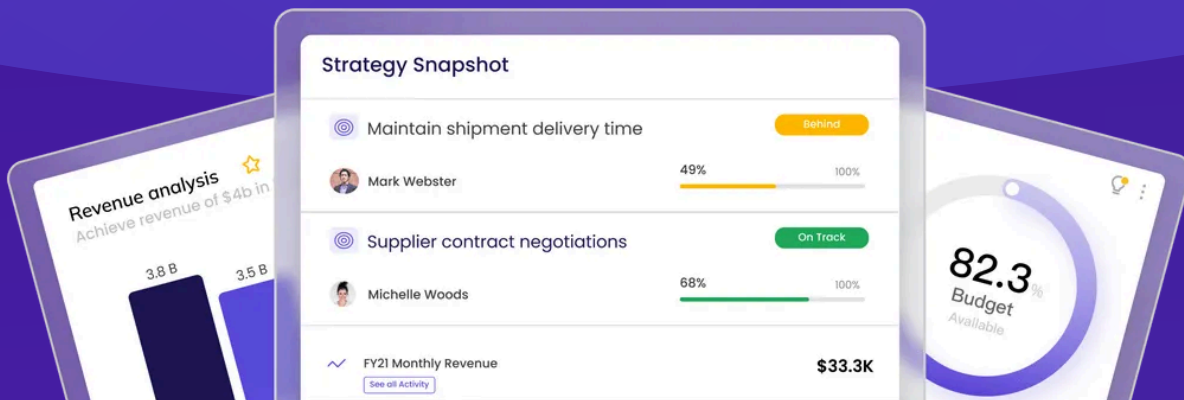 Strategy Snapshot
Maintain shipment delivery time
Behind
Mark Webster
49%
100%
Supplier contract negotiations
On Track
Michelle Woods
68%
100%
FY21 Monthly Revenue
See all Activity
$33.3K
Revenue analysis
Achieve revenue of $4b in
3.8 B
3.5 B
82.3%
Budget
Available